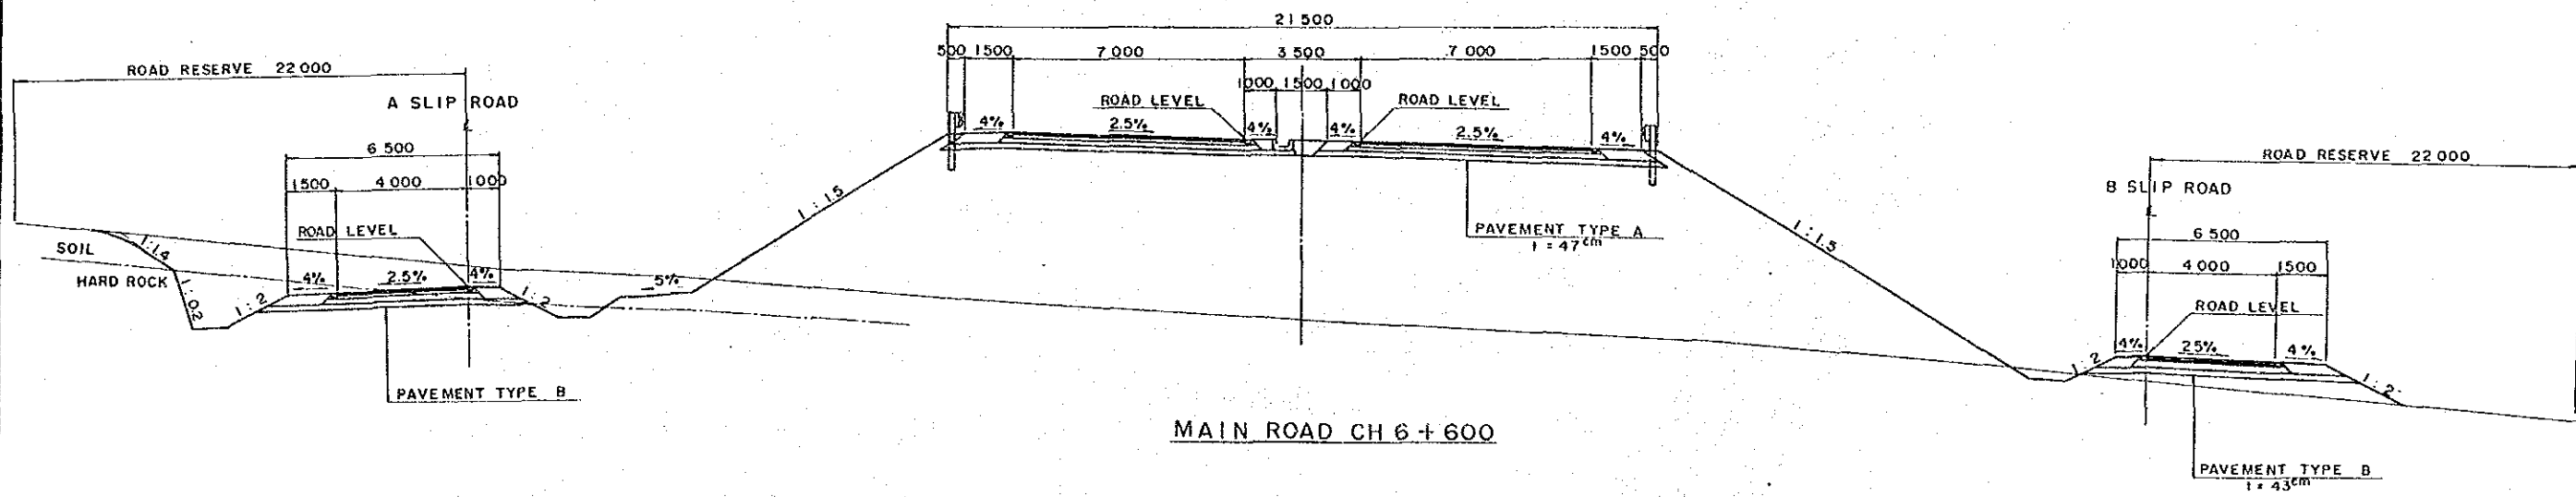 21 500
500 1500 7 000 3 500 .7 000 1500 500
1000 1500 1000
ROAD LEVEL ROAD LEVEL
4% 2.5% 4% 4% 2.5% 4%
ROAD RESERVE 22 000
A SLIP ROAD
6 500
1500 4 000 1000
ROAD LEVEL
SOIL
HARD ROCK
1:1.4
1:0.2
1:2
4% 2.5% 4%
1:2
5%
1:1.5
PAVEMENT TYPE B
PAVEMENT TYPE A
t = 47cm
1:1.5
ROAD RESERVE 22 000
B SLIP ROAD
6 500
1000 4 000 1500
ROAD LEVEL
1:2
4% 25% 4%
1:2
PAVEMENT TYPE B
t = 43cm
MAIN ROAD CH 6 + 600